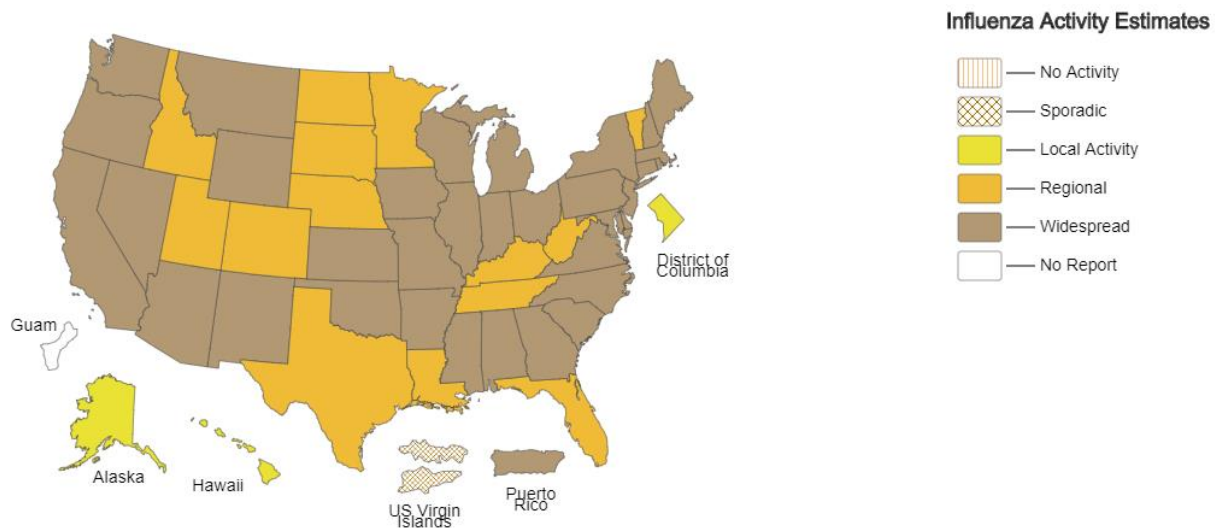 Influenza Activity Estimates
No Activity
Sporadic
Local Activity
Regional
Widespread
No Report
District of
Columbia
Guam
Alaska
Hawaii
US Virgin
Islands
Puerto
Rico